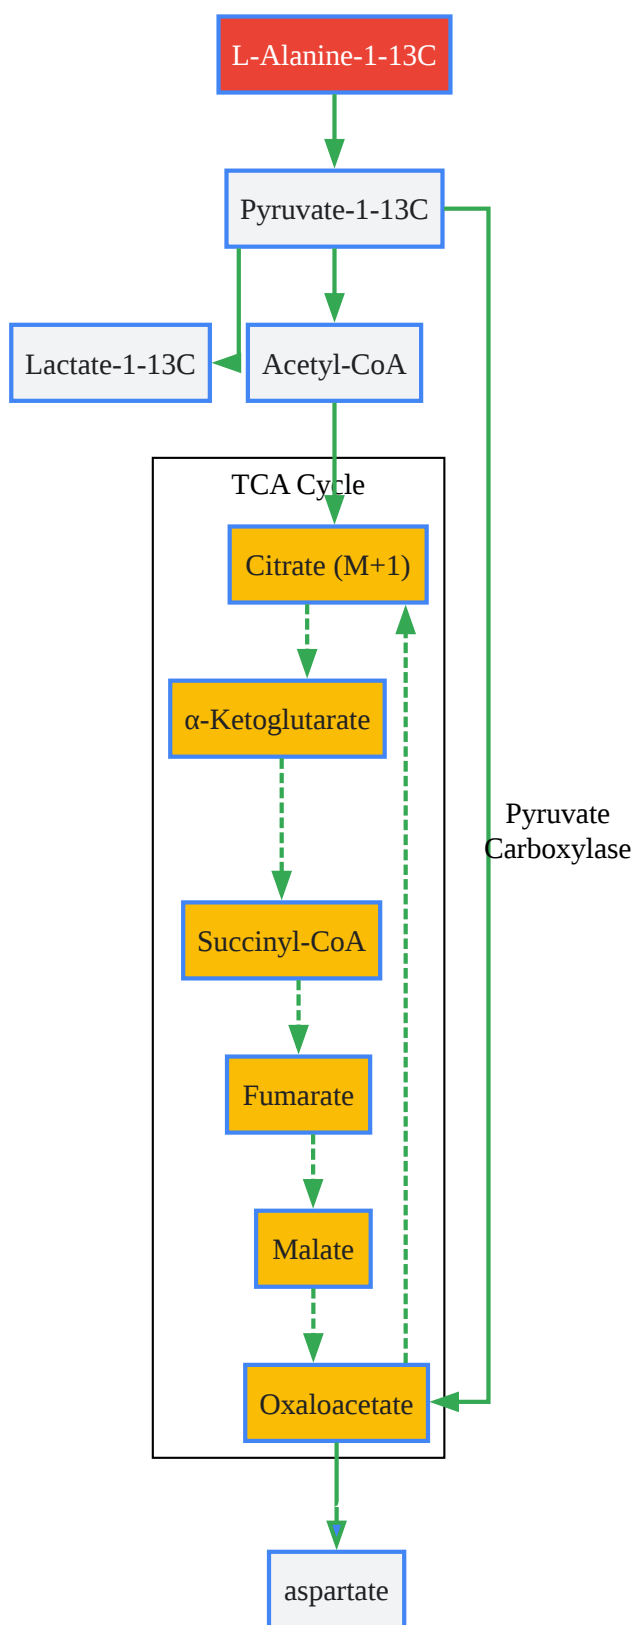 L-Alanine-1-13C
Pyruvate-1-13C
Lactate-1-13C
Acetyl-CoA
TCA Cycle
Citrate (M+1)
α-Ketoglutarate
Pyruvate
Carboxylase
Succinyl-CoA
Fumarate
Malate
Oxaloacetate
aspartate